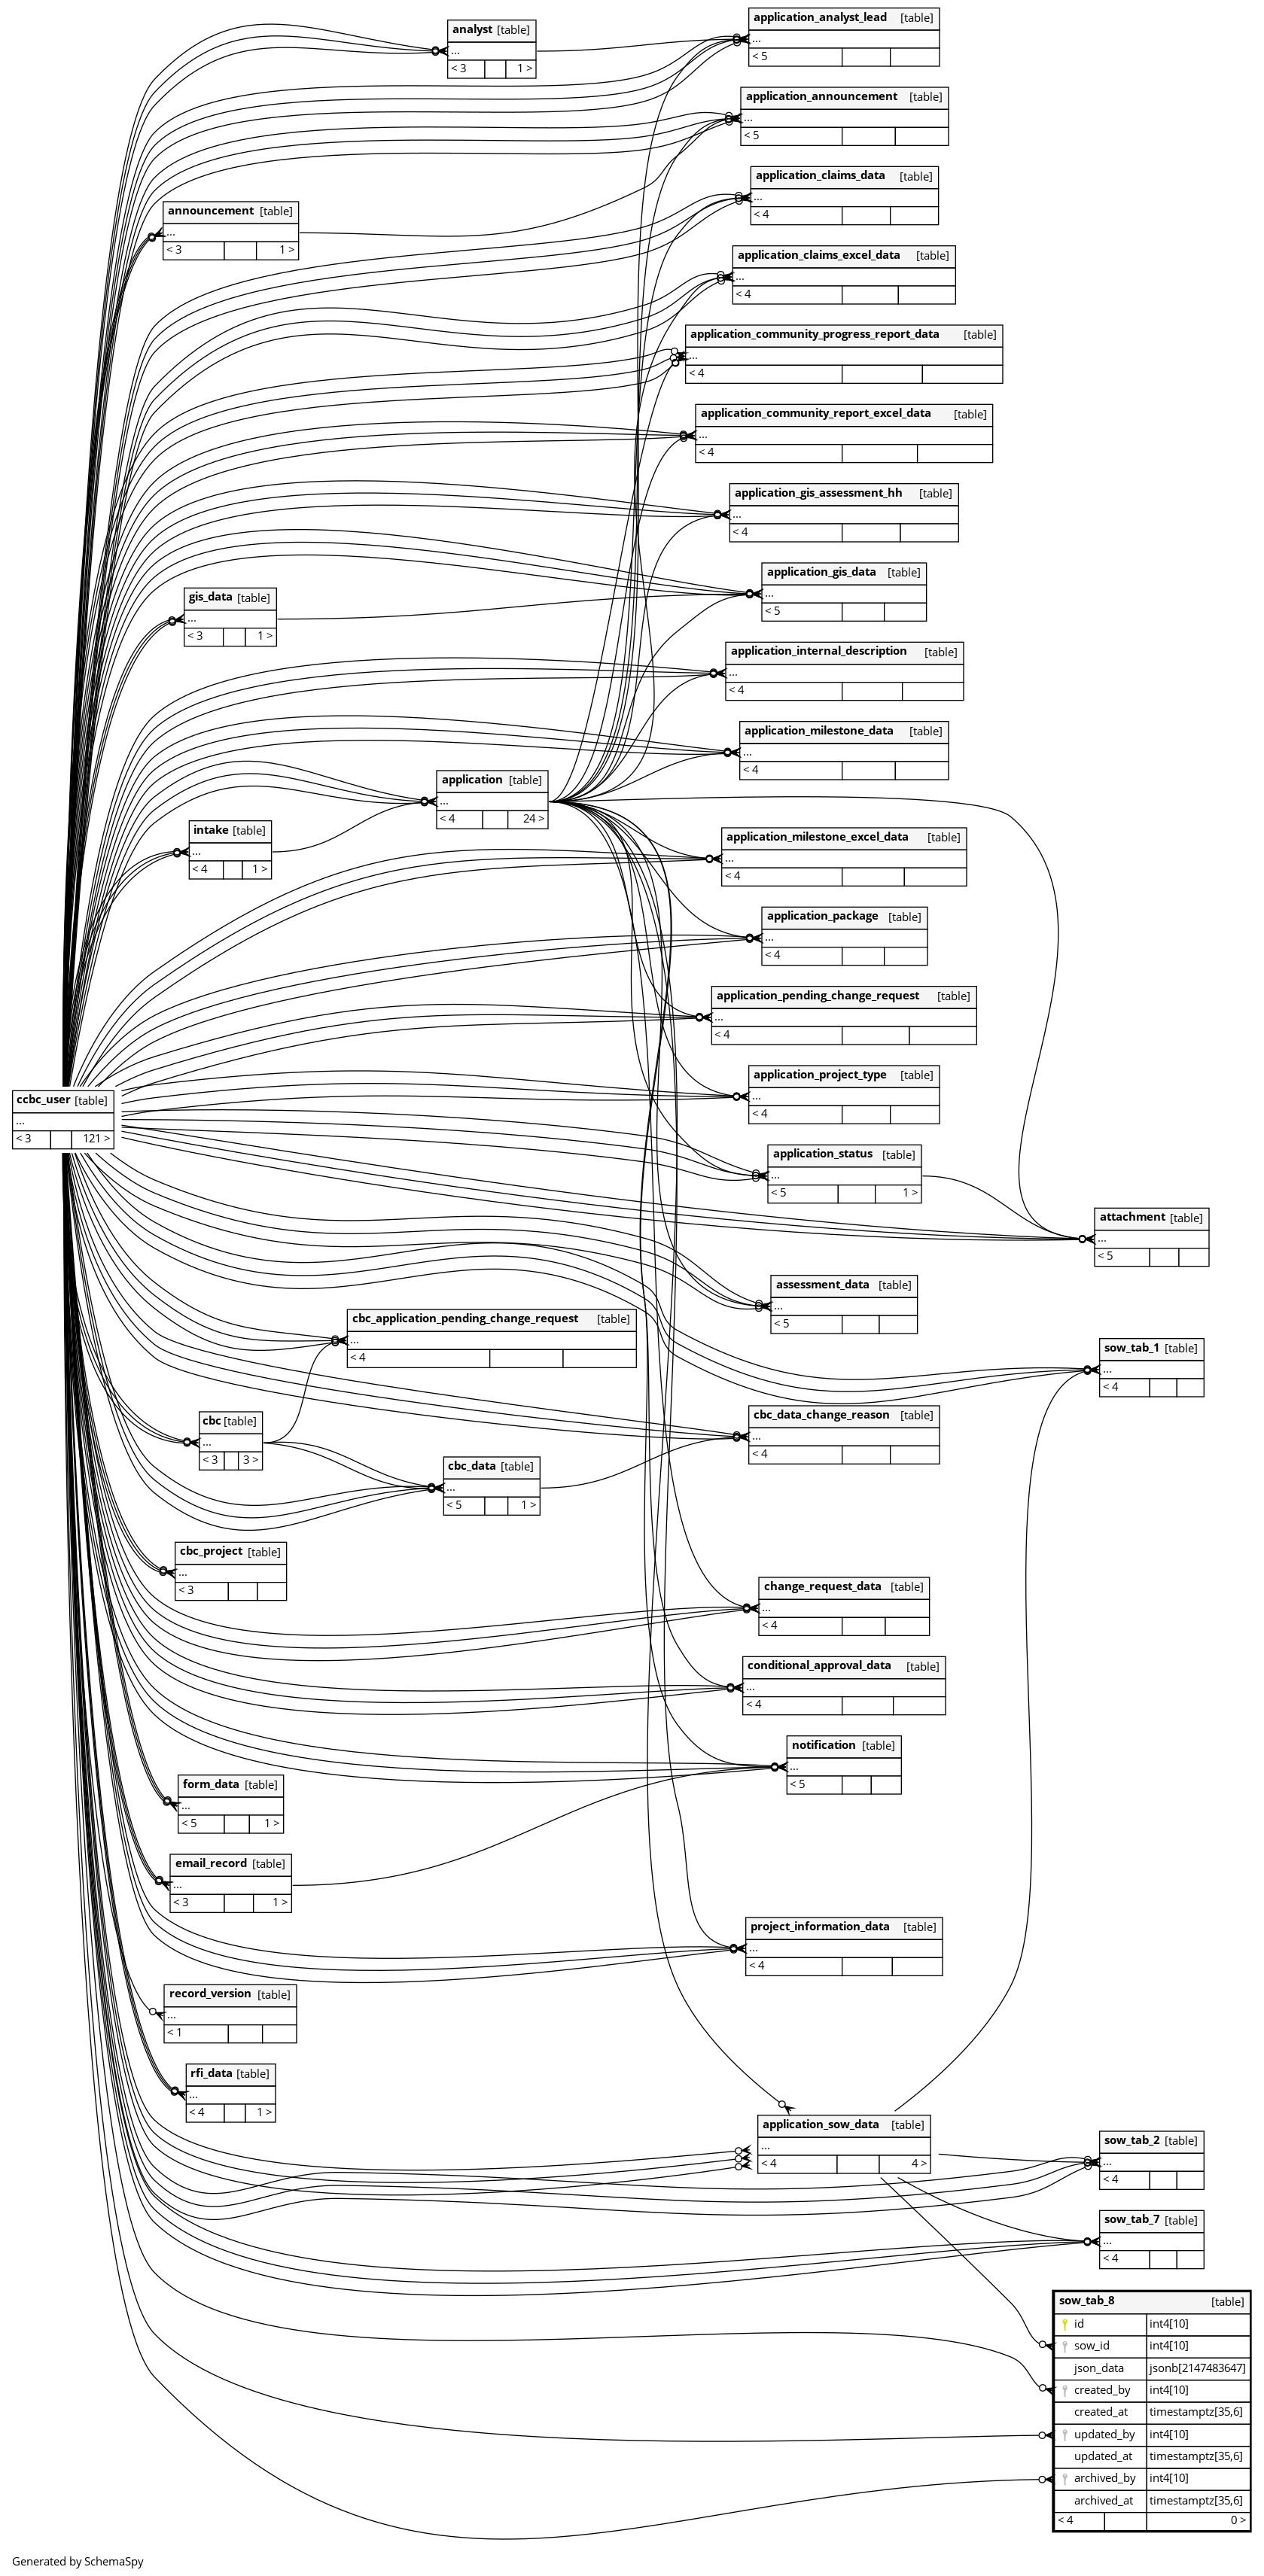 analyst [table]
...
< 3 1 >
application_analyst_lead [table]
...
< 5
application_announcement [table]
...
< 5
application_claims_data [table]
...
< 4
announcement [table]
...
< 3 1 >
application_claims_excel_data [table]
...
< 4
application_community_progress_report_data [table]
...
< 4
application_community_report_excel_data [table]
...
< 4
application_gis_assessment_hh [table]
...
< 4
application_gis_data [table]
...
< 5
gis_data [table]
...
< 3 1 >
application_internal_description [table]
...
< 4
application_milestone_data [table]
...
< 4
application [table]
...
< 4 24 >
intake [table]
...
< 4 1 >
application_milestone_excel_data [table]
...
< 4
application_package [table]
...
< 4
application_pending_change_request [table]
...
< 4
application_project_type [table]
...
< 4
ccbc_user [table]
...
< 3 121 >
application_status [table]
...
< 5 1 >
attachment [table]
...
< 5
assessment_data [table]
...
< 5
cbc_application_pending_change_request [table]
...
< 4
sow_tab_1 [table]
...
< 4
cbc [table]
...
< 3 3 >
cbc_data_change_reason [table]
...
< 4
cbc_data [table]
...
< 5 1 >
cbc_project [table]
...
< 3
change_request_data [table]
...
< 4
conditional_approval_data [table]
...
< 4
notification [table]
...
< 5
form_data [table]
...
< 5 1 >
email_record [table]
...
< 3 1 >
project_information_data [table]
...
< 4
record_version [table]
...
< 1
rfi_data [table]
...
< 4 1 >
application_sow_data [table]
...
< 4 4 >
sow_tab_2 [table]
...
< 4
sow_tab_7 [table]
...
< 4
sow_tab_8 [table]
id int4[10]
sow_id int4[10]
json_data jsonb[2147483647]
created_by int4[10]
created_at timestamptz[35,6]
updated_by int4[10]
updated_at timestamptz[35,6]
archived_by int4[10]
archived_at timestamptz[35,6]
< 4 0 >
Generated by SchemaSpy